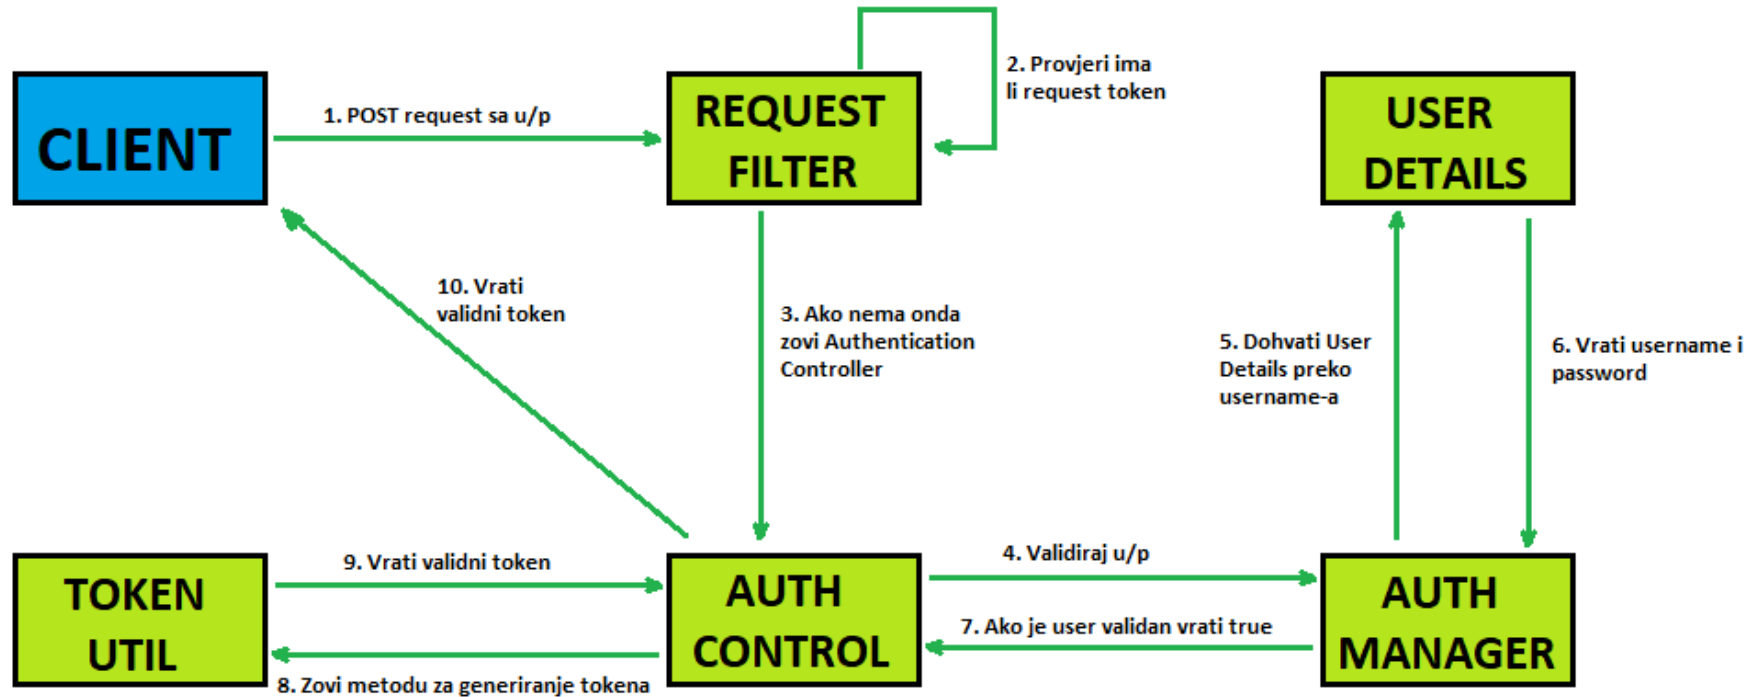 CLIENT
1. POST request sa u/p
REQUEST
FILTER
2. Provjeri ima
li request token
USER
DETAILS
10. Vrati
validni token
3. Ako nema onda
zovi Authentication
Controller
5. Dohvati User
Details preko
username-a
6. Vrati username i
password
TOKEN
UTIL
9. Vrati validni token
8. Zovi metodu za generiranje tokena
AUTH
CONTROL
4. Validiraj u/p
7. Ako je user validan vrati true
AUTH
MANAGER